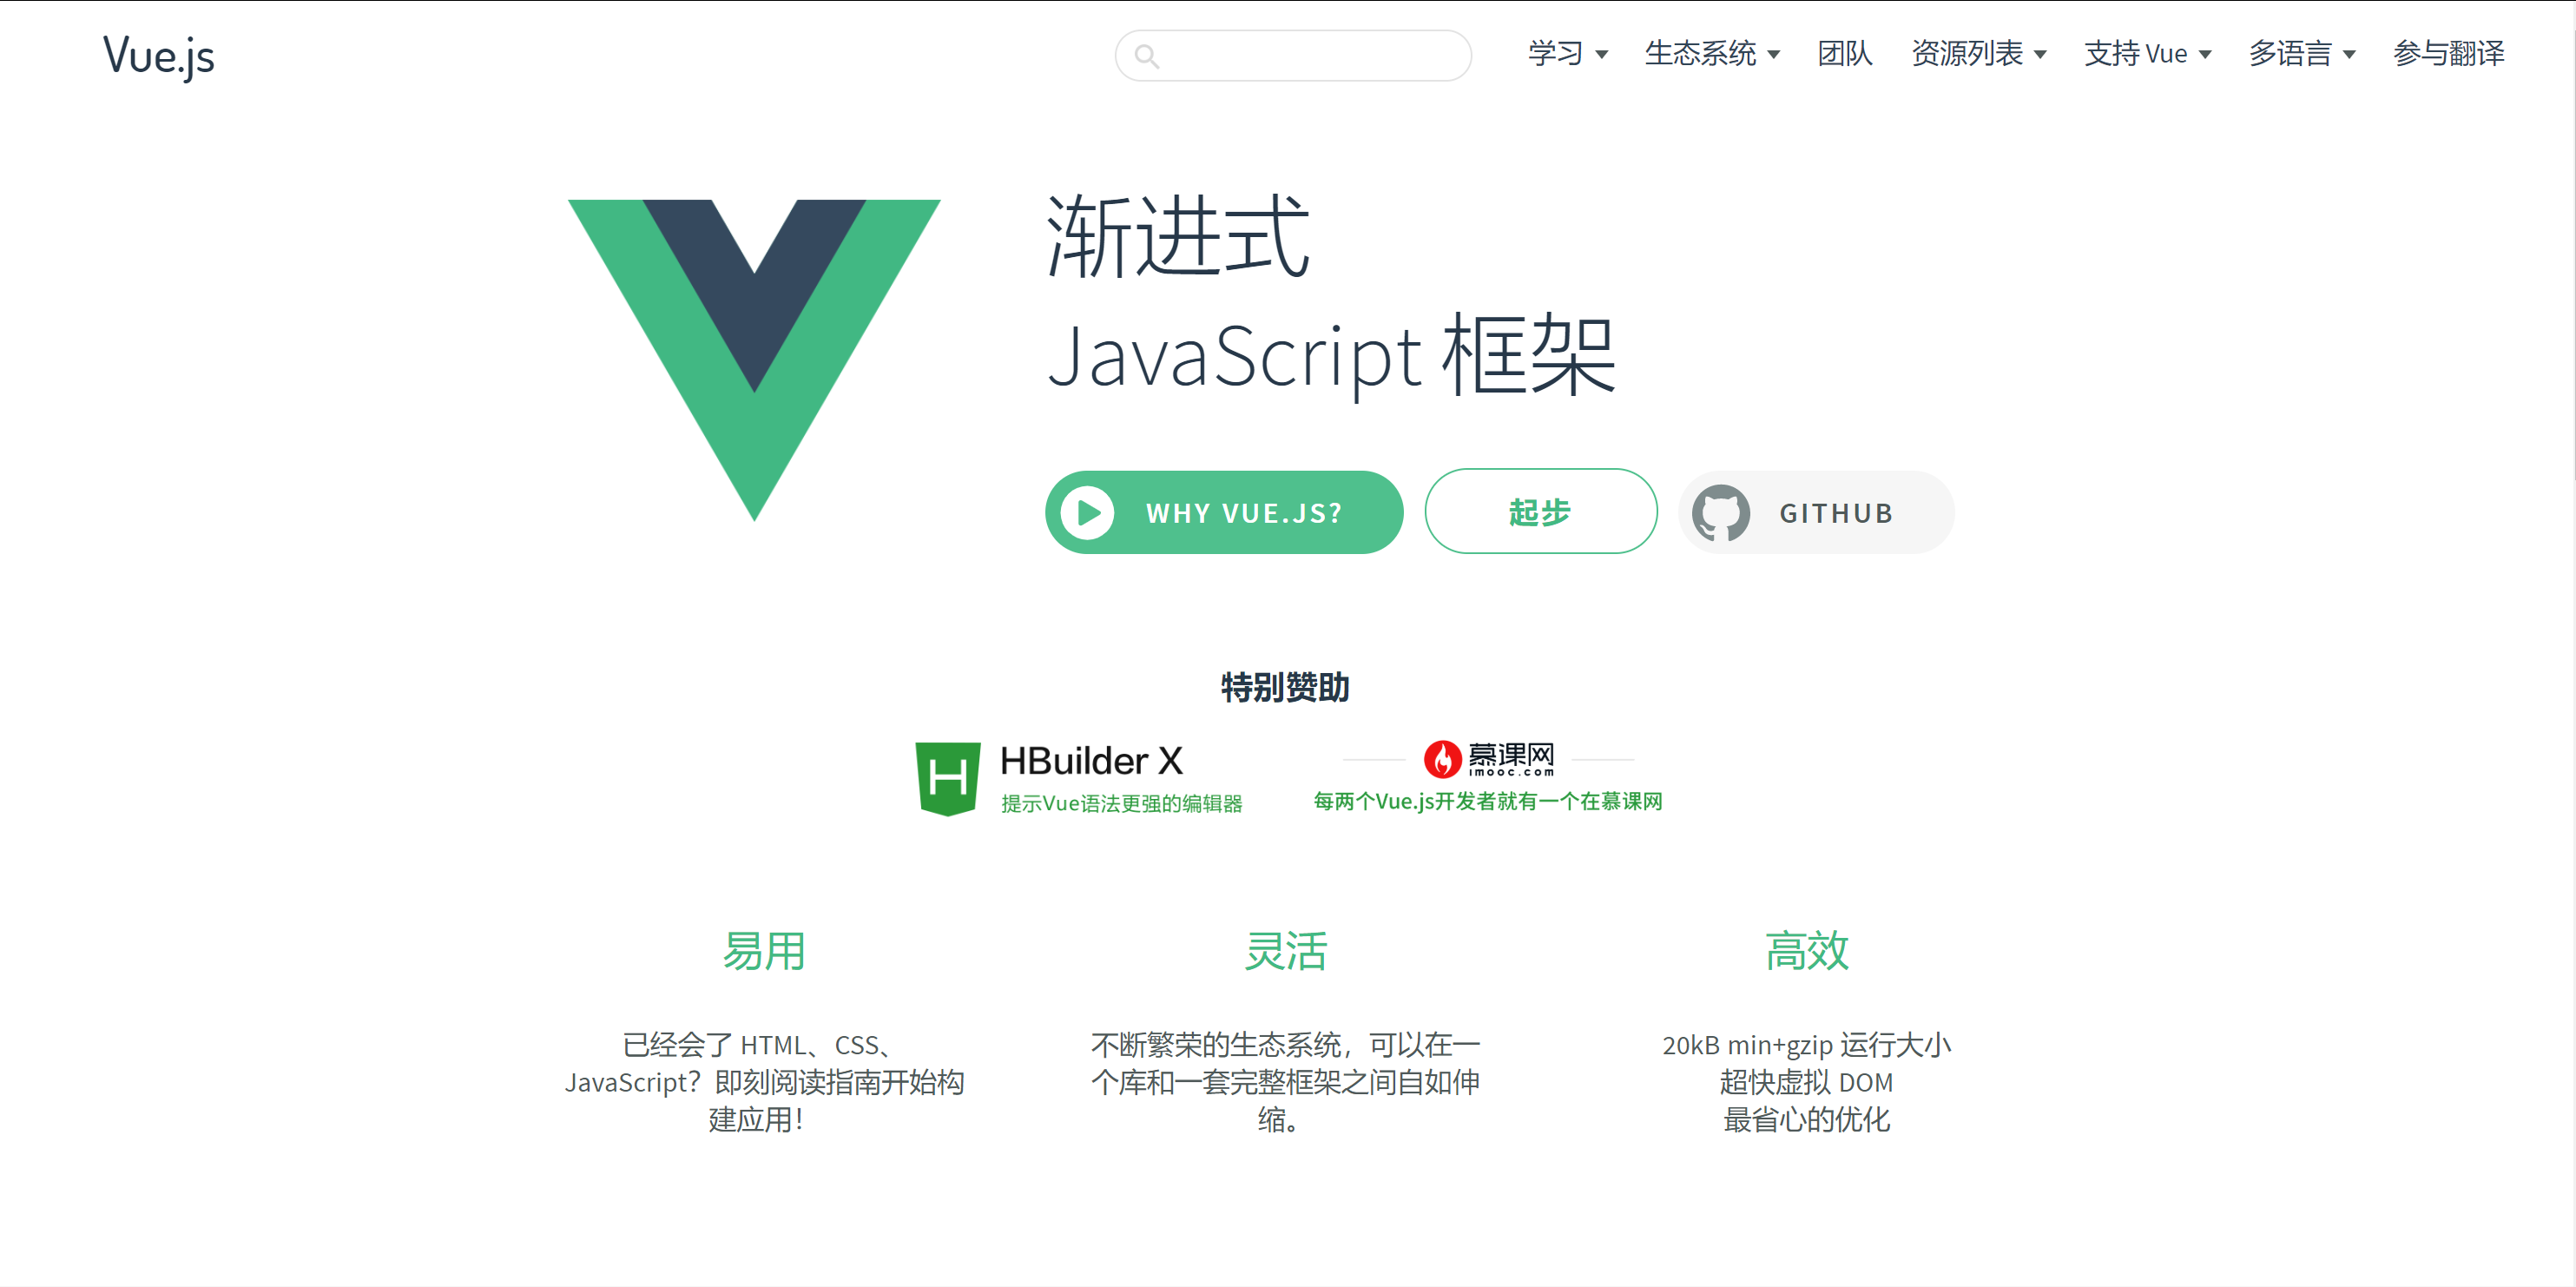 Vue.js
学习
生态系统
团队
资源列表
支持 Vue
多语言
参与翻译
渐进式
JavaScript 框架
WHY VUE.JS?
起步
GITHUB
特别赞助
H
HBuilder X
提示Vue语法更强的编辑器
慕课网
imooc.com
每两个Vue.js开发者就有一个在慕课网
易用
已经会了 HTML、CSS、
JavaScript？即刻阅读指南开始构
建应用！
灵活
不断繁荣的生态系统，可以在一
个库和一套完整框架之间自如伸
缩。
高效
20kB min+gzip 运行大小
超快虚拟 DOM
最省心的优化